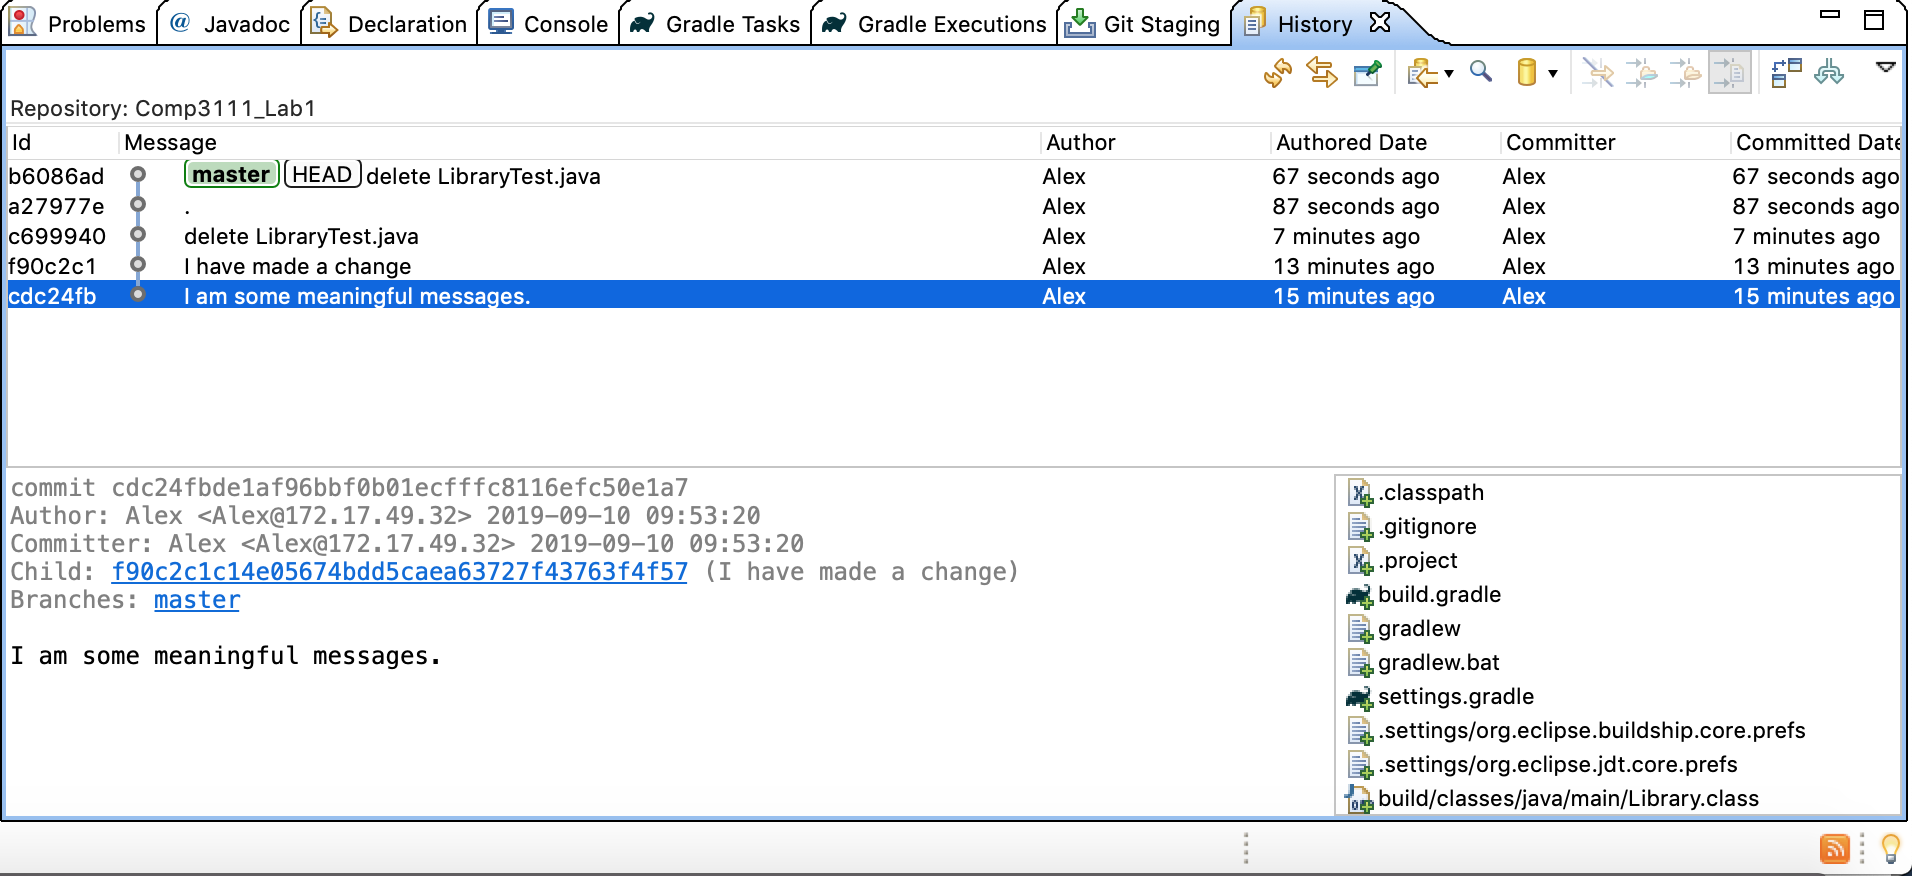 Problems @ Javadoc Declaration Console Gradle Tasks Gradle Executions Git Staging History
Repository: Comp3111_Lab1
Id Message Author Authored Date Committer Committed Date
b6086ad master HEAD delete LibraryTest.java Alex 67 seconds ago Alex 67 seconds ago
a27977e . Alex 87 seconds ago Alex 87 seconds ago
c699940 delete LibraryTest.java Alex 7 minutes ago Alex 7 minutes ago
f90c2c1 I have made a change Alex 13 minutes ago Alex 13 minutes ago
cdc24fb I am some meaningful messages. Alex 15 minutes ago Alex 15 minutes ago
commit cdc24fbde1af96bbf0b01ecfffc8116efc50e1a7
Author: Alex <Alex@172.17.49.32> 2019-09-10 09:53:20
Committer: Alex <Alex@172.17.49.32> 2019-09-10 09:53:20
Child: f90c2c1c14e05674bdd5caea63727f43763f4f57 (I have made a change)
Branches: master
I am some meaningful messages.
.classpath
.gitignore
.project
build.gradle
gradlew
gradlew.bat
settings.gradle
.settings/org.eclipse.buildship.core.prefs
.settings/org.eclipse.jdt.core.prefs
build/classes/java/main/Library.class